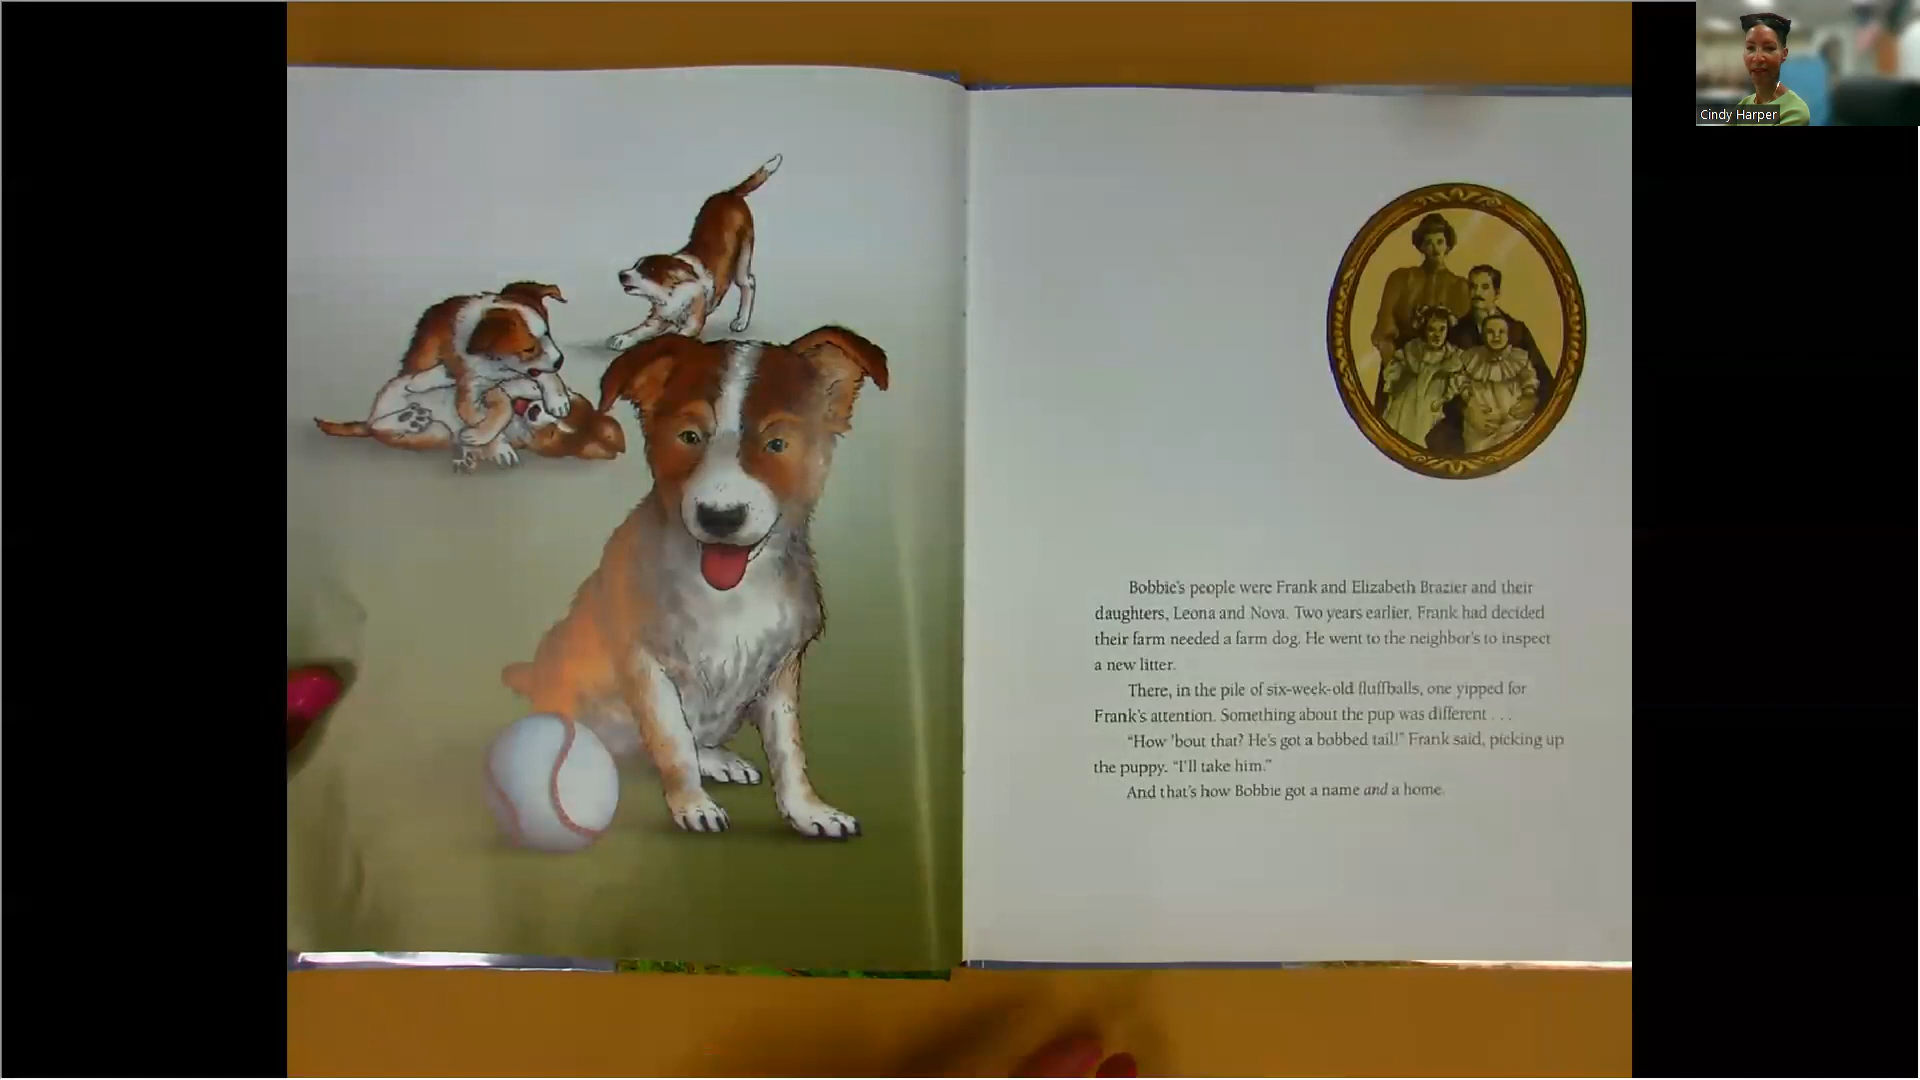 Cindy Harper
Bobbie's people were Frank and Elizabeth Brazier and their
daughters, Leona and Nova. Two years earlier, Frank had decided
their farm needed a farm dog. He went to the neighbor's to inspect
a new litter.
There, in the pile of six-week-old fluffballs, one yipped for
Frank's attention. Something about the pup was different . . .
"How 'bout that? He's got a bobbed tail!" Frank said, picking up
the puppy. "I'll take him."
And that's how Bobbie got a name and a home.